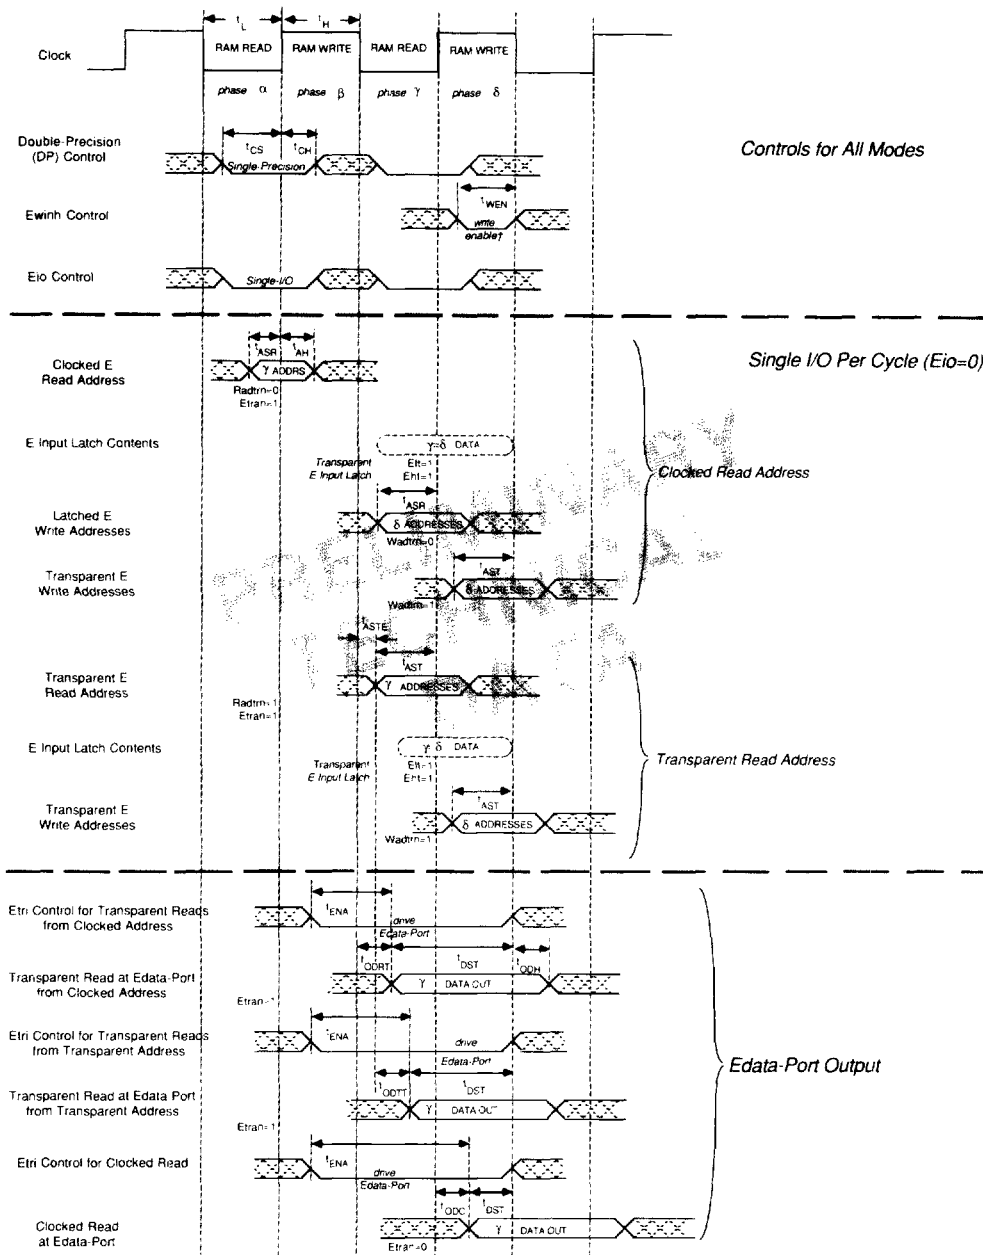 t_L t_H
Clock
RAM READ RAM WRITE RAM READ RAM WRITE
phase α phase β phase γ phase δ
Double-Precision
(DP) Control
t_CS t_CH
Single-Precision
Controls for All Modes
Ewinh Control
t_WEN
write
enable†
Eio Control
Single-I/O
Single I/O Per Cycle (Eio=0)
Clocked E
Read Address
t_ASR t_AH
γ ADDRS
Radtrn=0
Etran=1
E Input Latch Contents
γ=δ DATA
Transparent
E Input Latch
Elt=1
Eht=1
Clocked Read Address
Latched E
Write Addresses
t_ASR
δ ADDRESSES
Wadtrn=0
Transparent E
Write Addresses
t_AST
δ ADDRESSES
Wadtrn=1
PRELIMINARY
TECHNICAL
DATA
t_ASTE
t_AST
Transparent E
Read Address
γ ADDRESSES
Radtrn=1
Etran=1
E Input Latch Contents
γ δ DATA
Transparent
E Input Latch
Elt=1
Eht=1
Transparent Read Address
Transparent E
Write Addresses
t_AST
δ ADDRESSES
Wadtrn=1
Etri Control for Transparent Reads
from Clocked Address
t_ENA
drive
Edata-Port
Transparent Read at Edata-Port
from Clocked Address
t_ODRT t_DST t_ODH
γ DATA OUT
Etran=1
Etri Control for Transparent Reads
from Transparent Address
t_ENA
drive
Edata-Port
Edata-Port Output
Transparent Read at Edata Port
from Transparent Address
t_ODTT t_DST
γ DATA OUT
Etran=1
Etri Control for Clocked Read
t_ENA
drive
Edata-Port
Clocked Read
at Edata-Port
t_ODC t_DST
γ DATA OUT
Etran=0